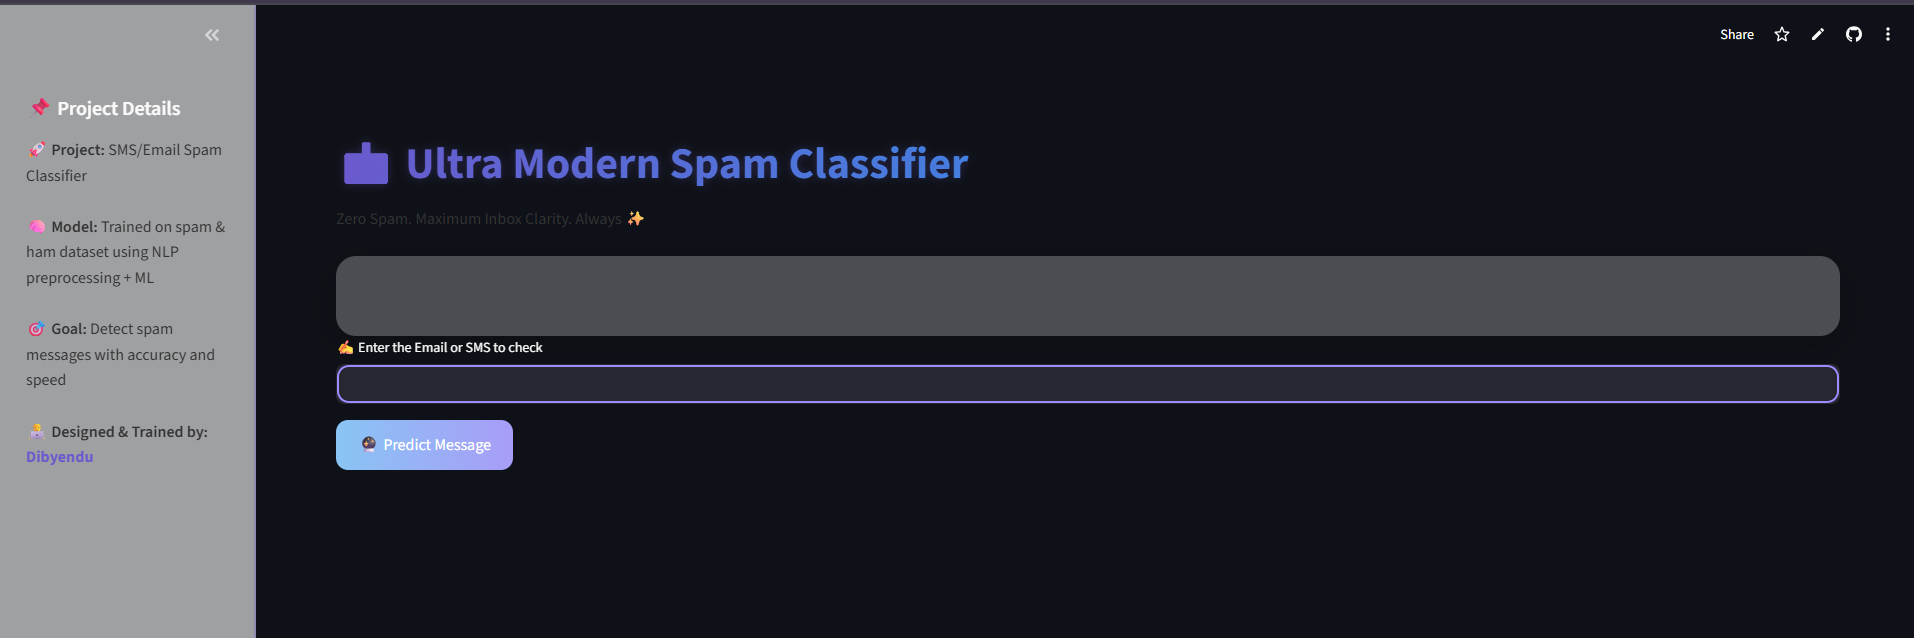 Share
Project Details
Project: SMS/Email Spam
Classifier
Model: Trained on spam &
ham dataset using NLP
preprocessing + ML
Goal: Detect spam
messages with accuracy and
speed
Designed & Trained by:
Dibyendu
Ultra Modern Spam Classifier
Zero Spam. Maximum Inbox Clarity. Always ✨
✍️ Enter the Email or SMS to check
🔮 Predict Message